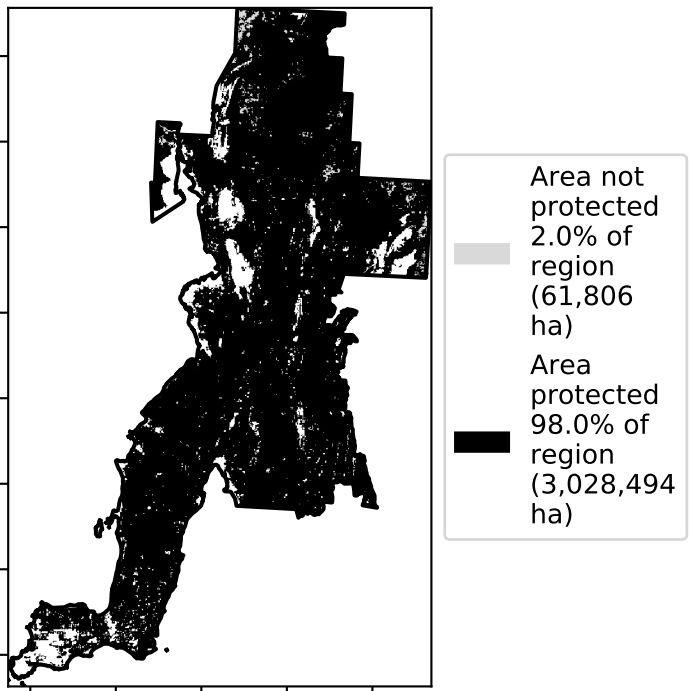 Area not
protected
2.0% of
region
(61,806
ha)
Area
protected
98.0% of
region
(3,028,494
ha)